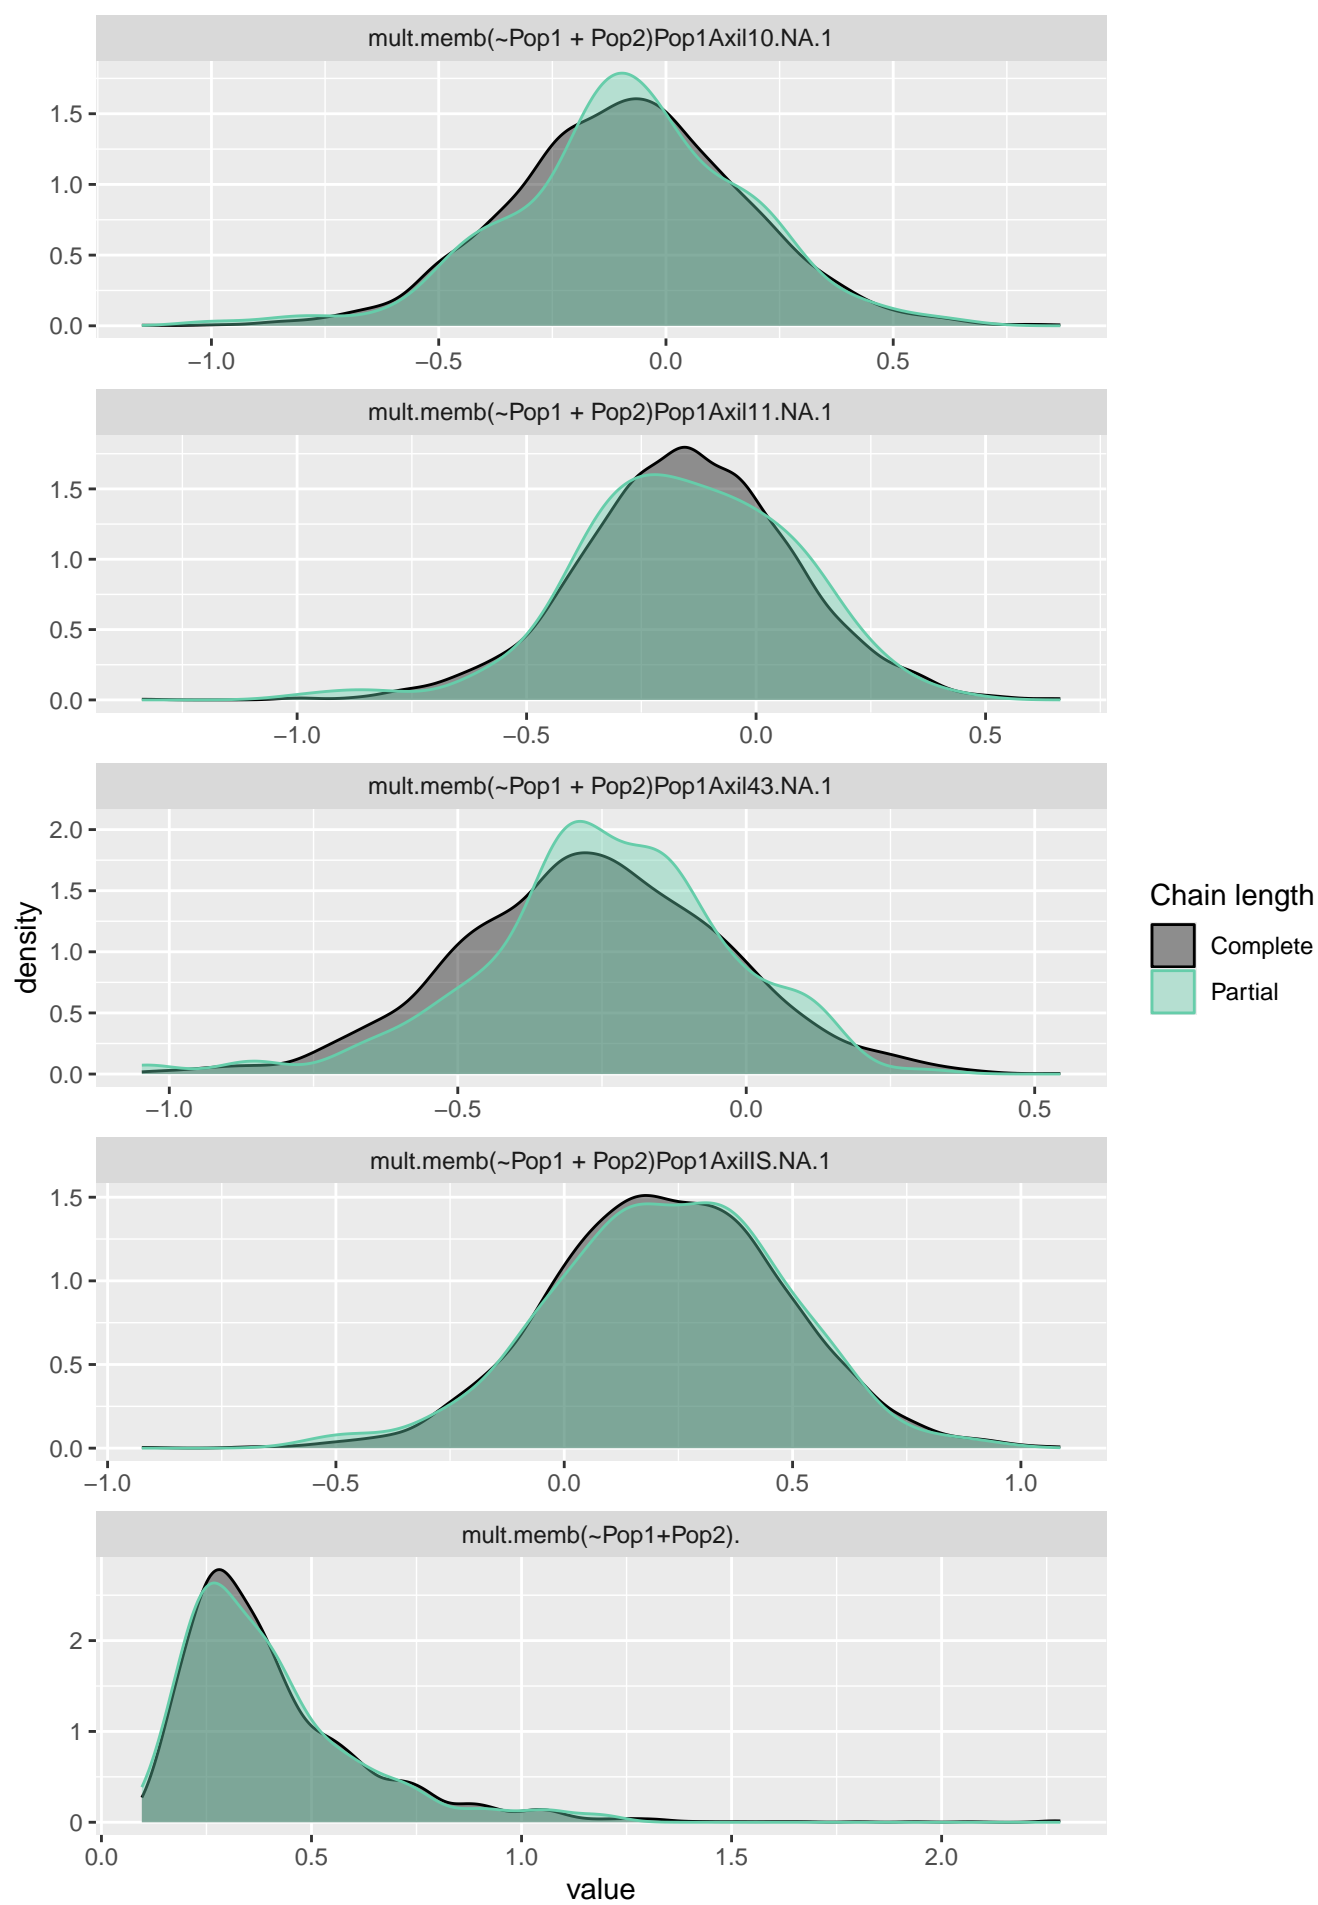 mult.memb(~Pop1 + Pop2)Pop1Axil10.NA.1
1.5
1.0
0.5
0.0
−1.0 −0.5 0.0 0.5
mult.memb(~Pop1 + Pop2)Pop1Axil11.NA.1
1.5
1.0
0.5
0.0
−1.0 −0.5 0.0 0.5
mult.memb(~Pop1 + Pop2)Pop1Axil43.NA.1
2.0
1.5
1.0
0.5
0.0
−1.0 −0.5 0.0 0.5
mult.memb(~Pop1 + Pop2)Pop1AxilIS.NA.1
1.5
1.0
0.5
0.0
−1.0 −0.5 0.0 0.5 1.0
mult.memb(~Pop1+Pop2).
2
1
0
0.0 0.5 1.0 1.5 2.0
value
density
Chain length
Complete
Partial